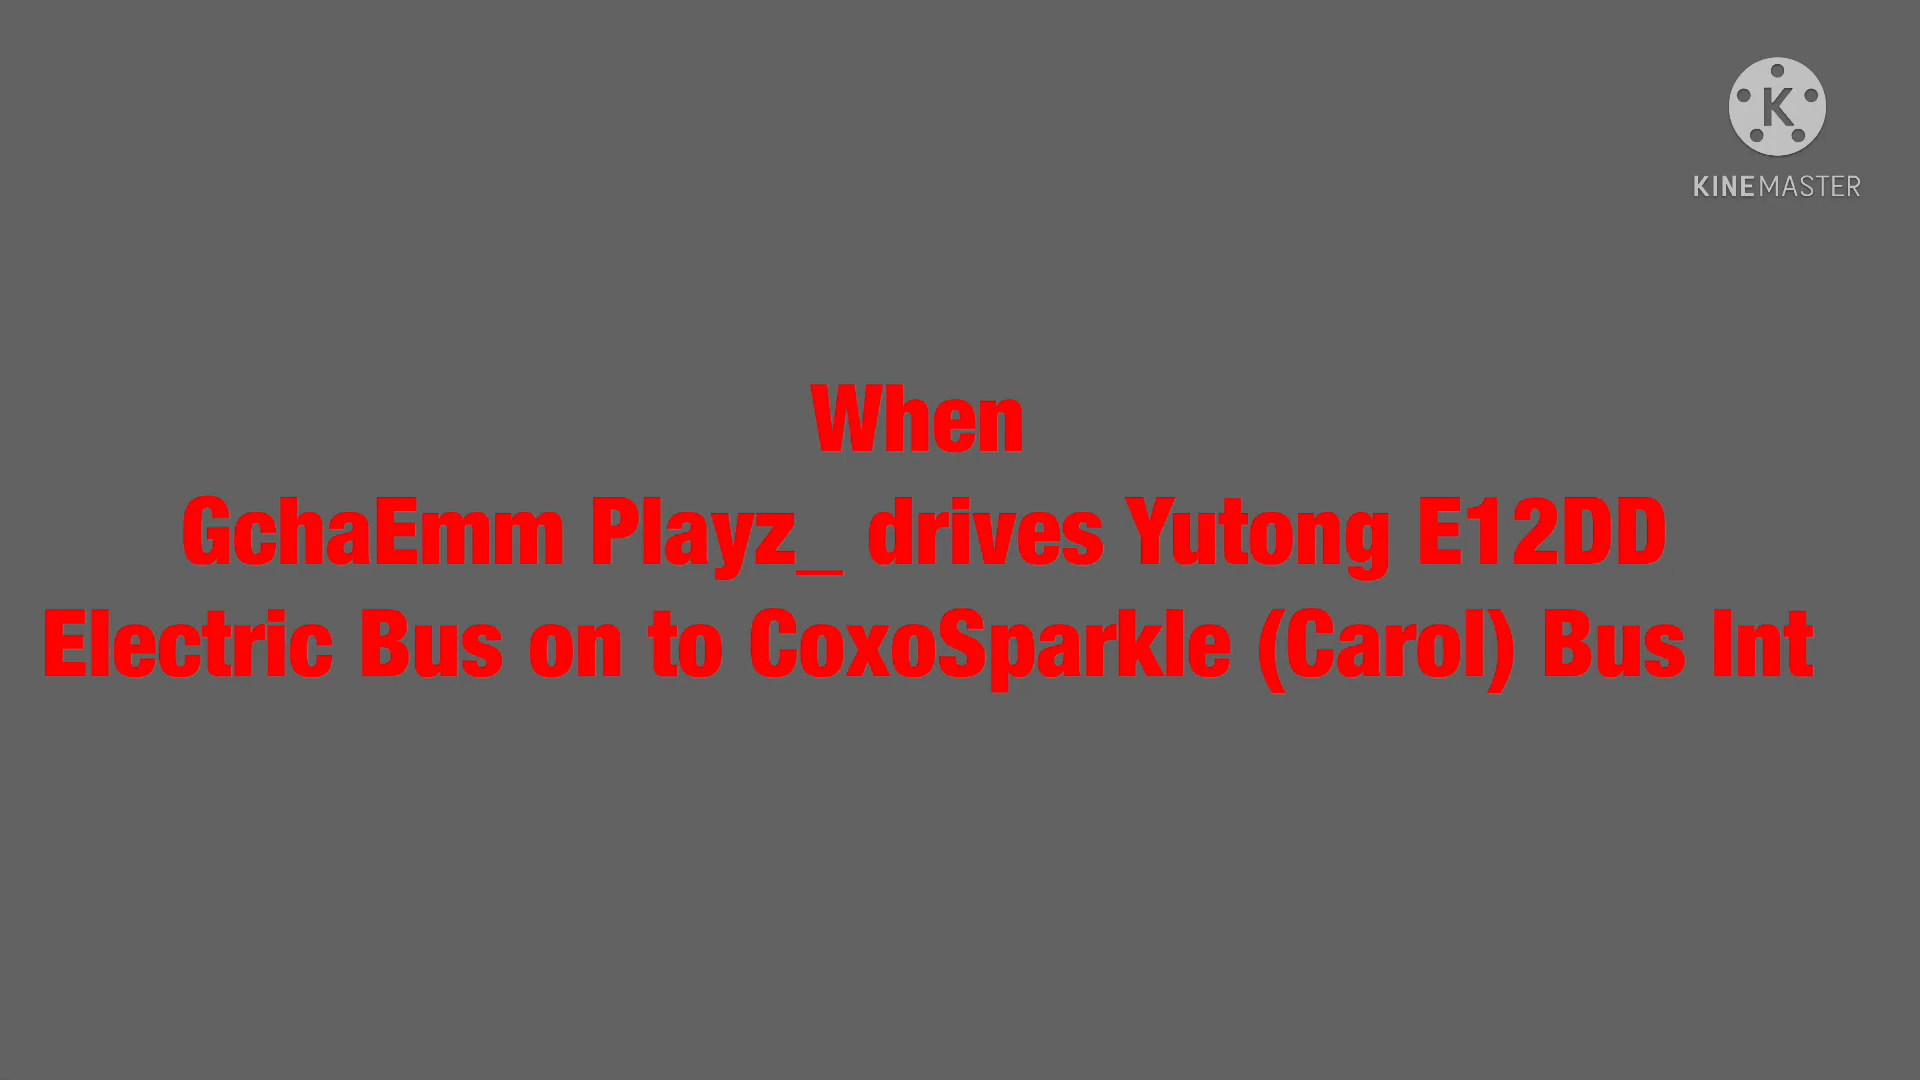 K
KINEMASTER
When
GchaEmm Playz_ drives Yutong E12DD
Electric Bus on to CoxoSparkle (Carol) Bus Int